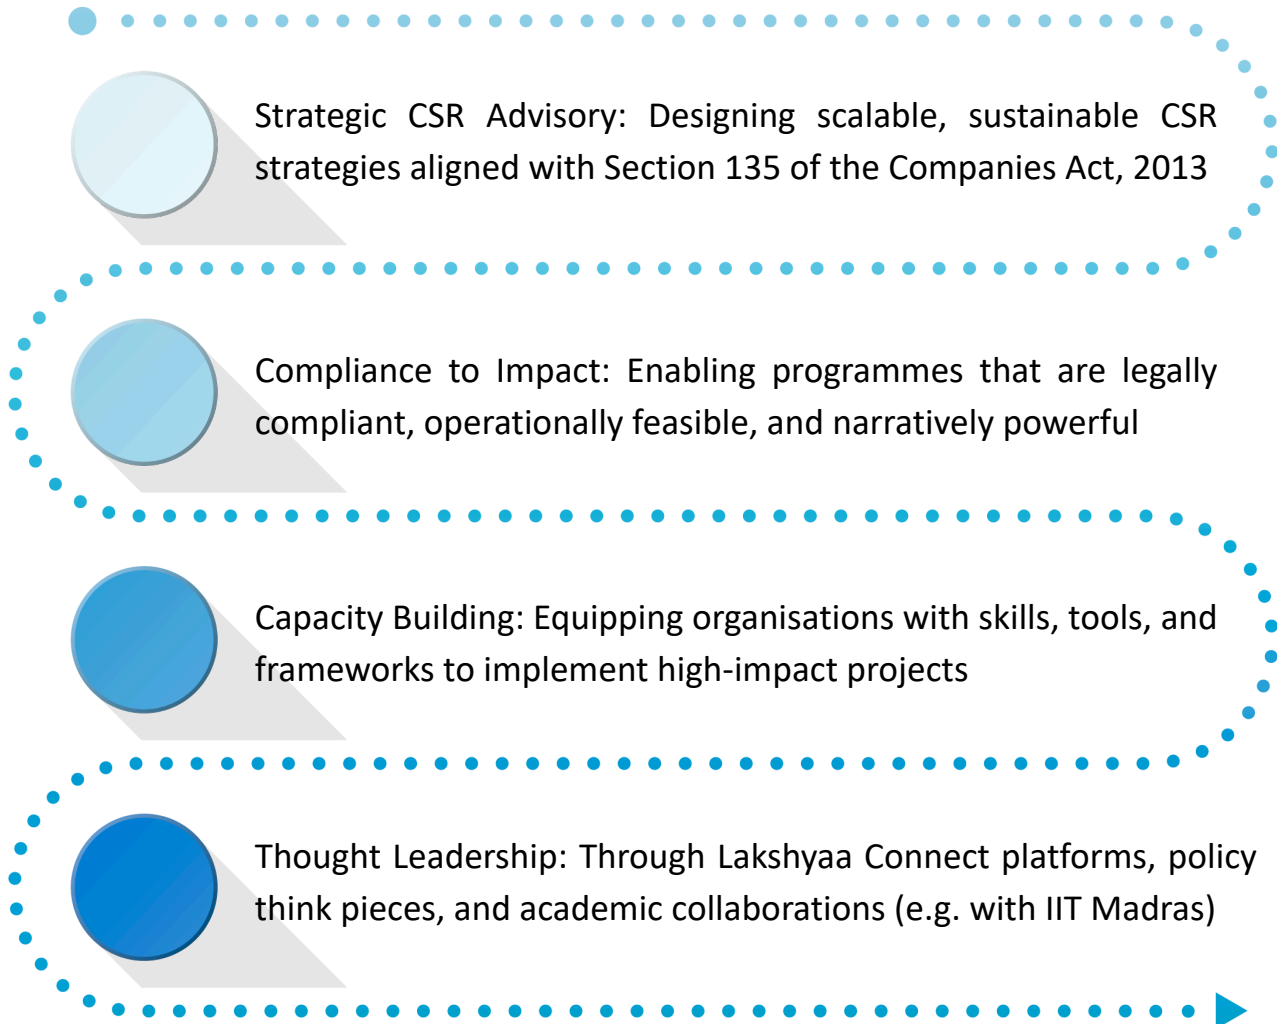 Strategic CSR Advisory: Designing scalable, sustainable CSR
strategies aligned with Section 135 of the Companies Act, 2013
Compliance to Impact: Enabling programmes that are legally
compliant, operationally feasible, and narratively powerful
Capacity Building: Equipping organisations with skills, tools, and
frameworks to implement high-impact projects
Thought Leadership: Through Lakshyaa Connect platforms, policy
think pieces, and academic collaborations (e.g. with IIT Madras)